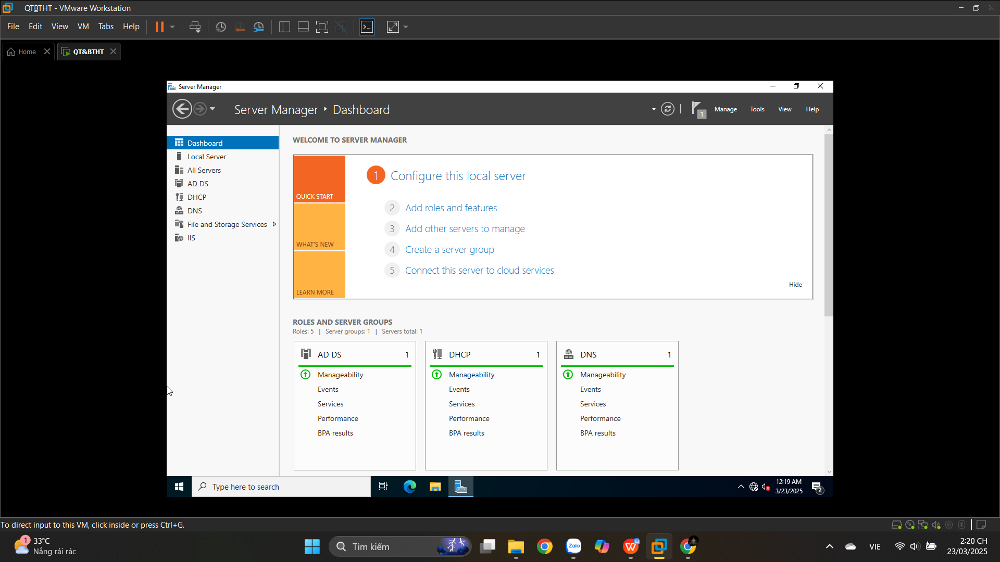 QTBTHT - VMware Workstation
File Edit View VM Tabs Help
Home
QT&BTHT
Server Manager
Server Manager Dashboard
1
Manage Tools View Help
Dashboard
Local Server
All Servers
AD DS
DHCP
DNS
File and Storage Services
IIS
WELCOME TO SERVER MANAGER
QUICK START
WHAT'S NEW
LEARN MORE
1 Configure this local server
2 Add roles and features
3 Add other servers to manage
4 Create a server group
5 Connect this server to cloud services
Hide
ROLES AND SERVER GROUPS
Roles: 5 | Server groups: 1 | Servers total: 1
AD DS 1
Manageability
Events
Services
Performance
BPA results
DHCP 1
Manageability
Events
Services
Performance
BPA results
DNS 1
Manageability
Events
Services
Performance
BPA results
Type here to search
12:19 AM
3/23/2025
2
To direct input to this VM, click inside or press Ctrl+G.
1
33°C
Nắng rải rác
Tìm kiếm
Zalo
VIE
2:20 CH
23/03/2025